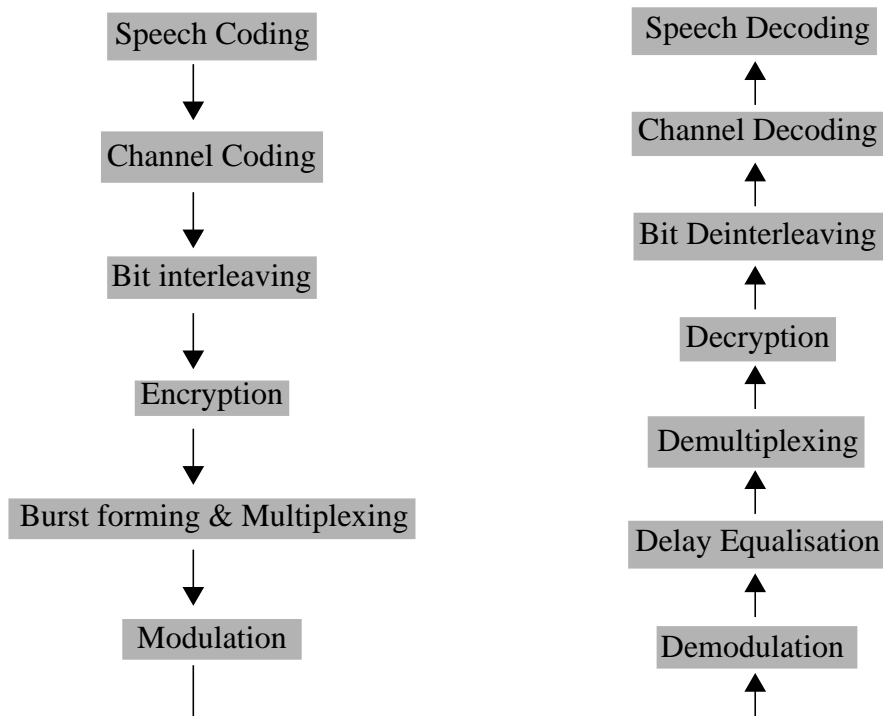 Speech Coding
Channel Coding
Bit interleaving
Encryption
Burst forming & Multiplexing
Modulation
Speech Decoding
Channel Decoding
Bit Deinterleaving
Decryption
Demultiplexing
Delay Equalisation
Demodulation